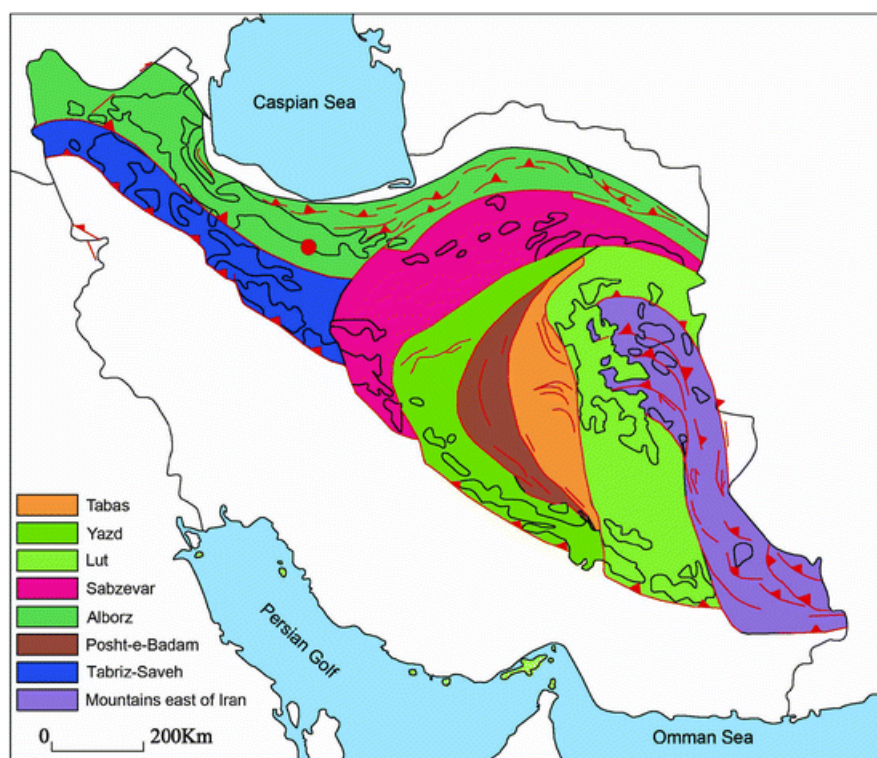 Caspian Sea
Tabas
Yazd
Lut
Sabzevar
Alborz
Posht-e-Badam
Tabriz-Saveh
Mountains east of Iran
0 200Km
Persian Golf
Omman Sea